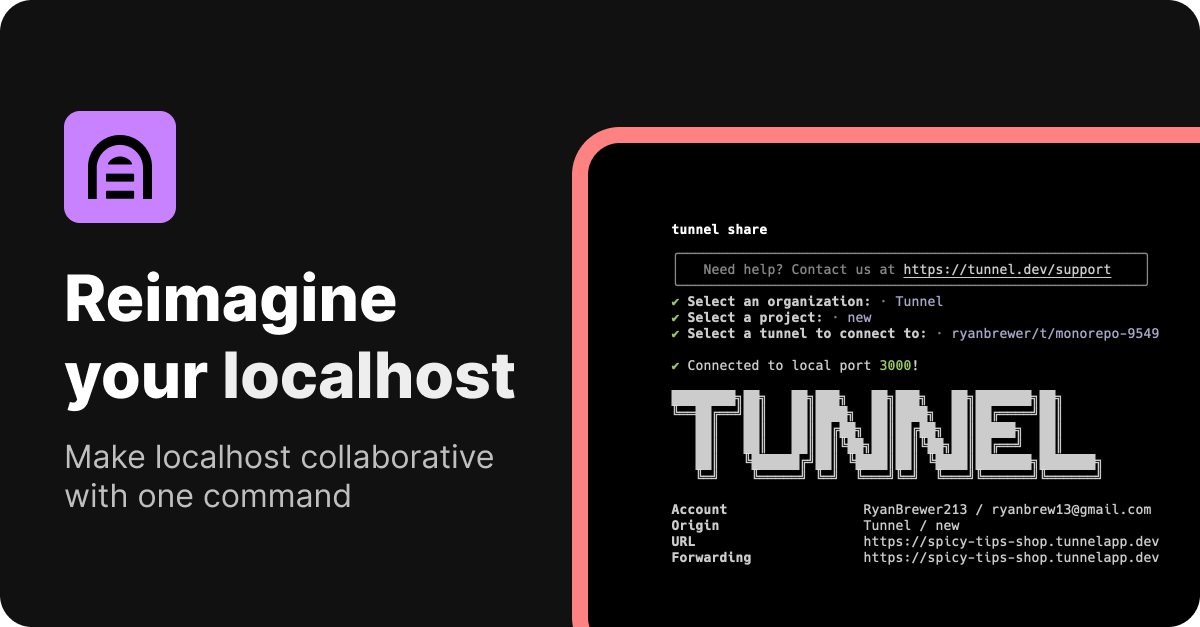 Reimagine
your localhost
Make localhost collaborative
with one command
tunnel share
Need help? Contact us at https://tunnel.dev/support
✔ Select an organization: · Tunnel
✔ Select a project: · new
✔ Select a tunnel to connect to: · ryanbrewer/t/monorepo-9549
✔ Connected to local port 3000!
TUNNEL
Account RyanBrewer213 / ryanbrew13@gmail.com
Origin Tunnel / new
URL https://spicy-tips-shop.tunnelapp.dev
Forwarding https://spicy-tips-shop.tunnelapp.dev